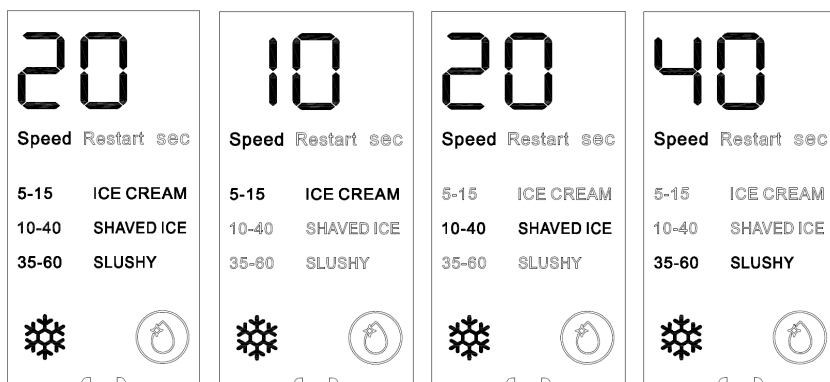 20
Speed Restart sec
5-15 ICE CREAM
10-40 SHAVED ICE
35-60 SLUSHY
10
Speed Restart sec
5-15 ICE CREAM
10-40 SHAVED ICE
35-60 SLUSHY
20
Speed Restart sec
5-15 ICE CREAM
10-40 SHAVED ICE
35-60 SLUSHY
40
Speed Restart sec
5-15 ICE CREAM
10-40 SHAVED ICE
35-60 SLUSHY